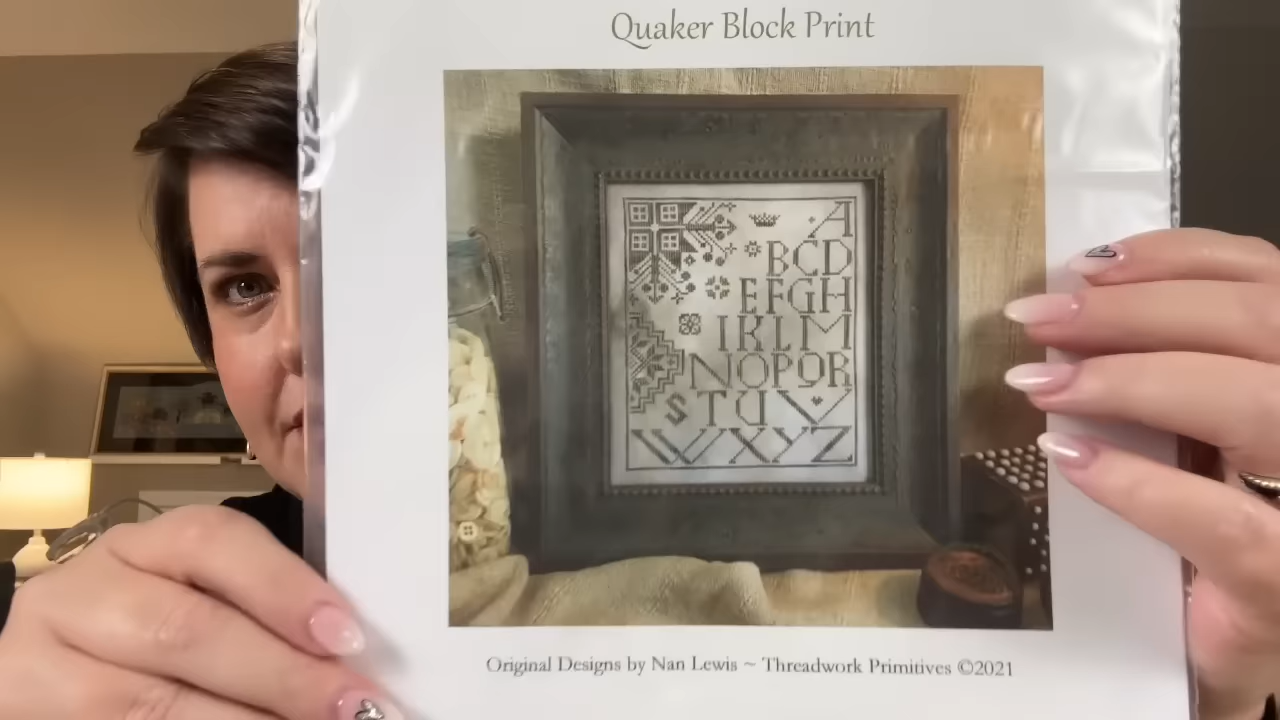 Quaker Block Print
A
BCD
EFGH
IKLM
NOPQR
STUV
WXYZ
Original Designs by Nan Lewis ~ Threadwork Primitives ©2021